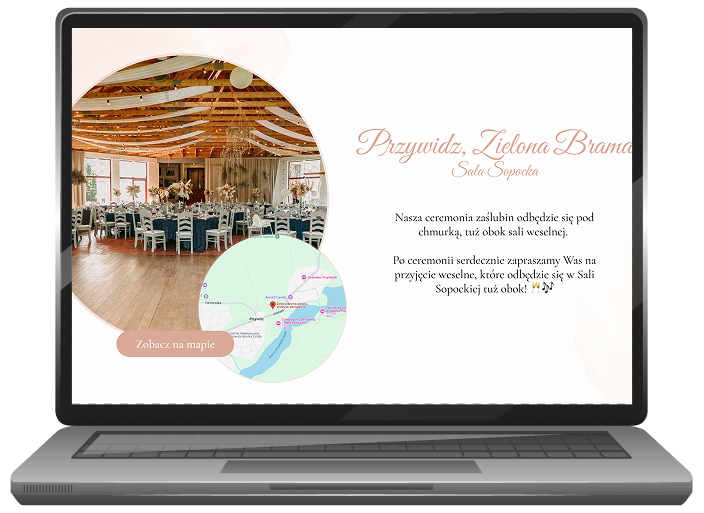 Przywidz, Zielona Brama
Sala Sopocka
Nasza ceremonia zaślubin odbędzie się pod
chmurką, tuż obok sali weselnej.
Po ceremonii serdecznie zapraszamy Was na
przyjęcie weselne, które odbędzie się w Sali
Sopockiej tuż obok! 🥂🎶
Przywidz
Zobacz na mapie